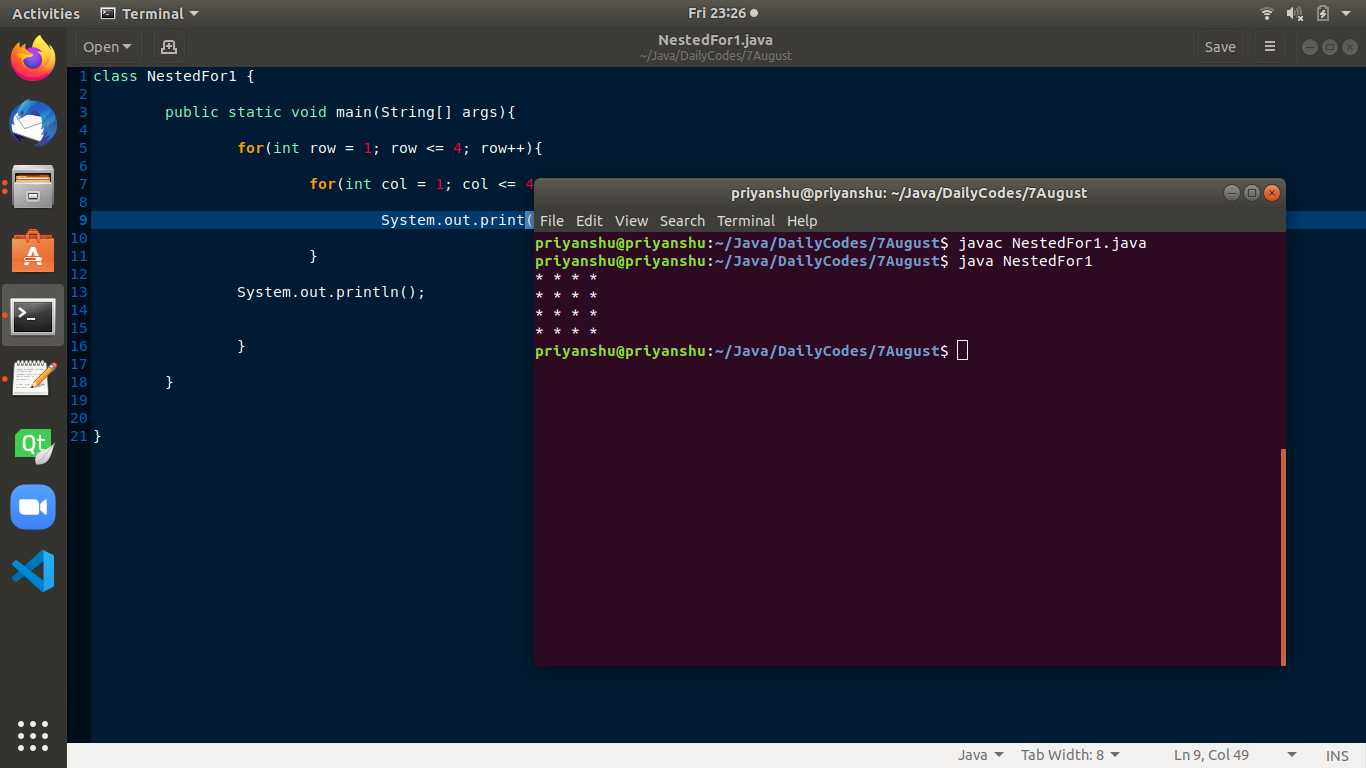 Activities Terminal Fri 23:26
Open NestedFor1.java Save
~/Java/DailyCodes/7August
1 class NestedFor1 {
2
3 public static void main(String[] args){
4
5 for(int row = 1; row <= 4; row++){
6
7 for(int col = 1; col <= 4
8
9 System.out.print(
10
11 }
12
13 System.out.println();
14
15
16 }
17
18 }
19
20
21 }
priyanshu@priyanshu: ~/Java/DailyCodes/7August
File Edit View Search Terminal Help
priyanshu@priyanshu:~/Java/DailyCodes/7August$ javac NestedFor1.java
priyanshu@priyanshu:~/Java/DailyCodes/7August$ java NestedFor1
* * * *
* * * *
* * * *
* * * *
priyanshu@priyanshu:~/Java/DailyCodes/7August$
Qt
Java Tab Width: 8 Ln 9, Col 49 INS